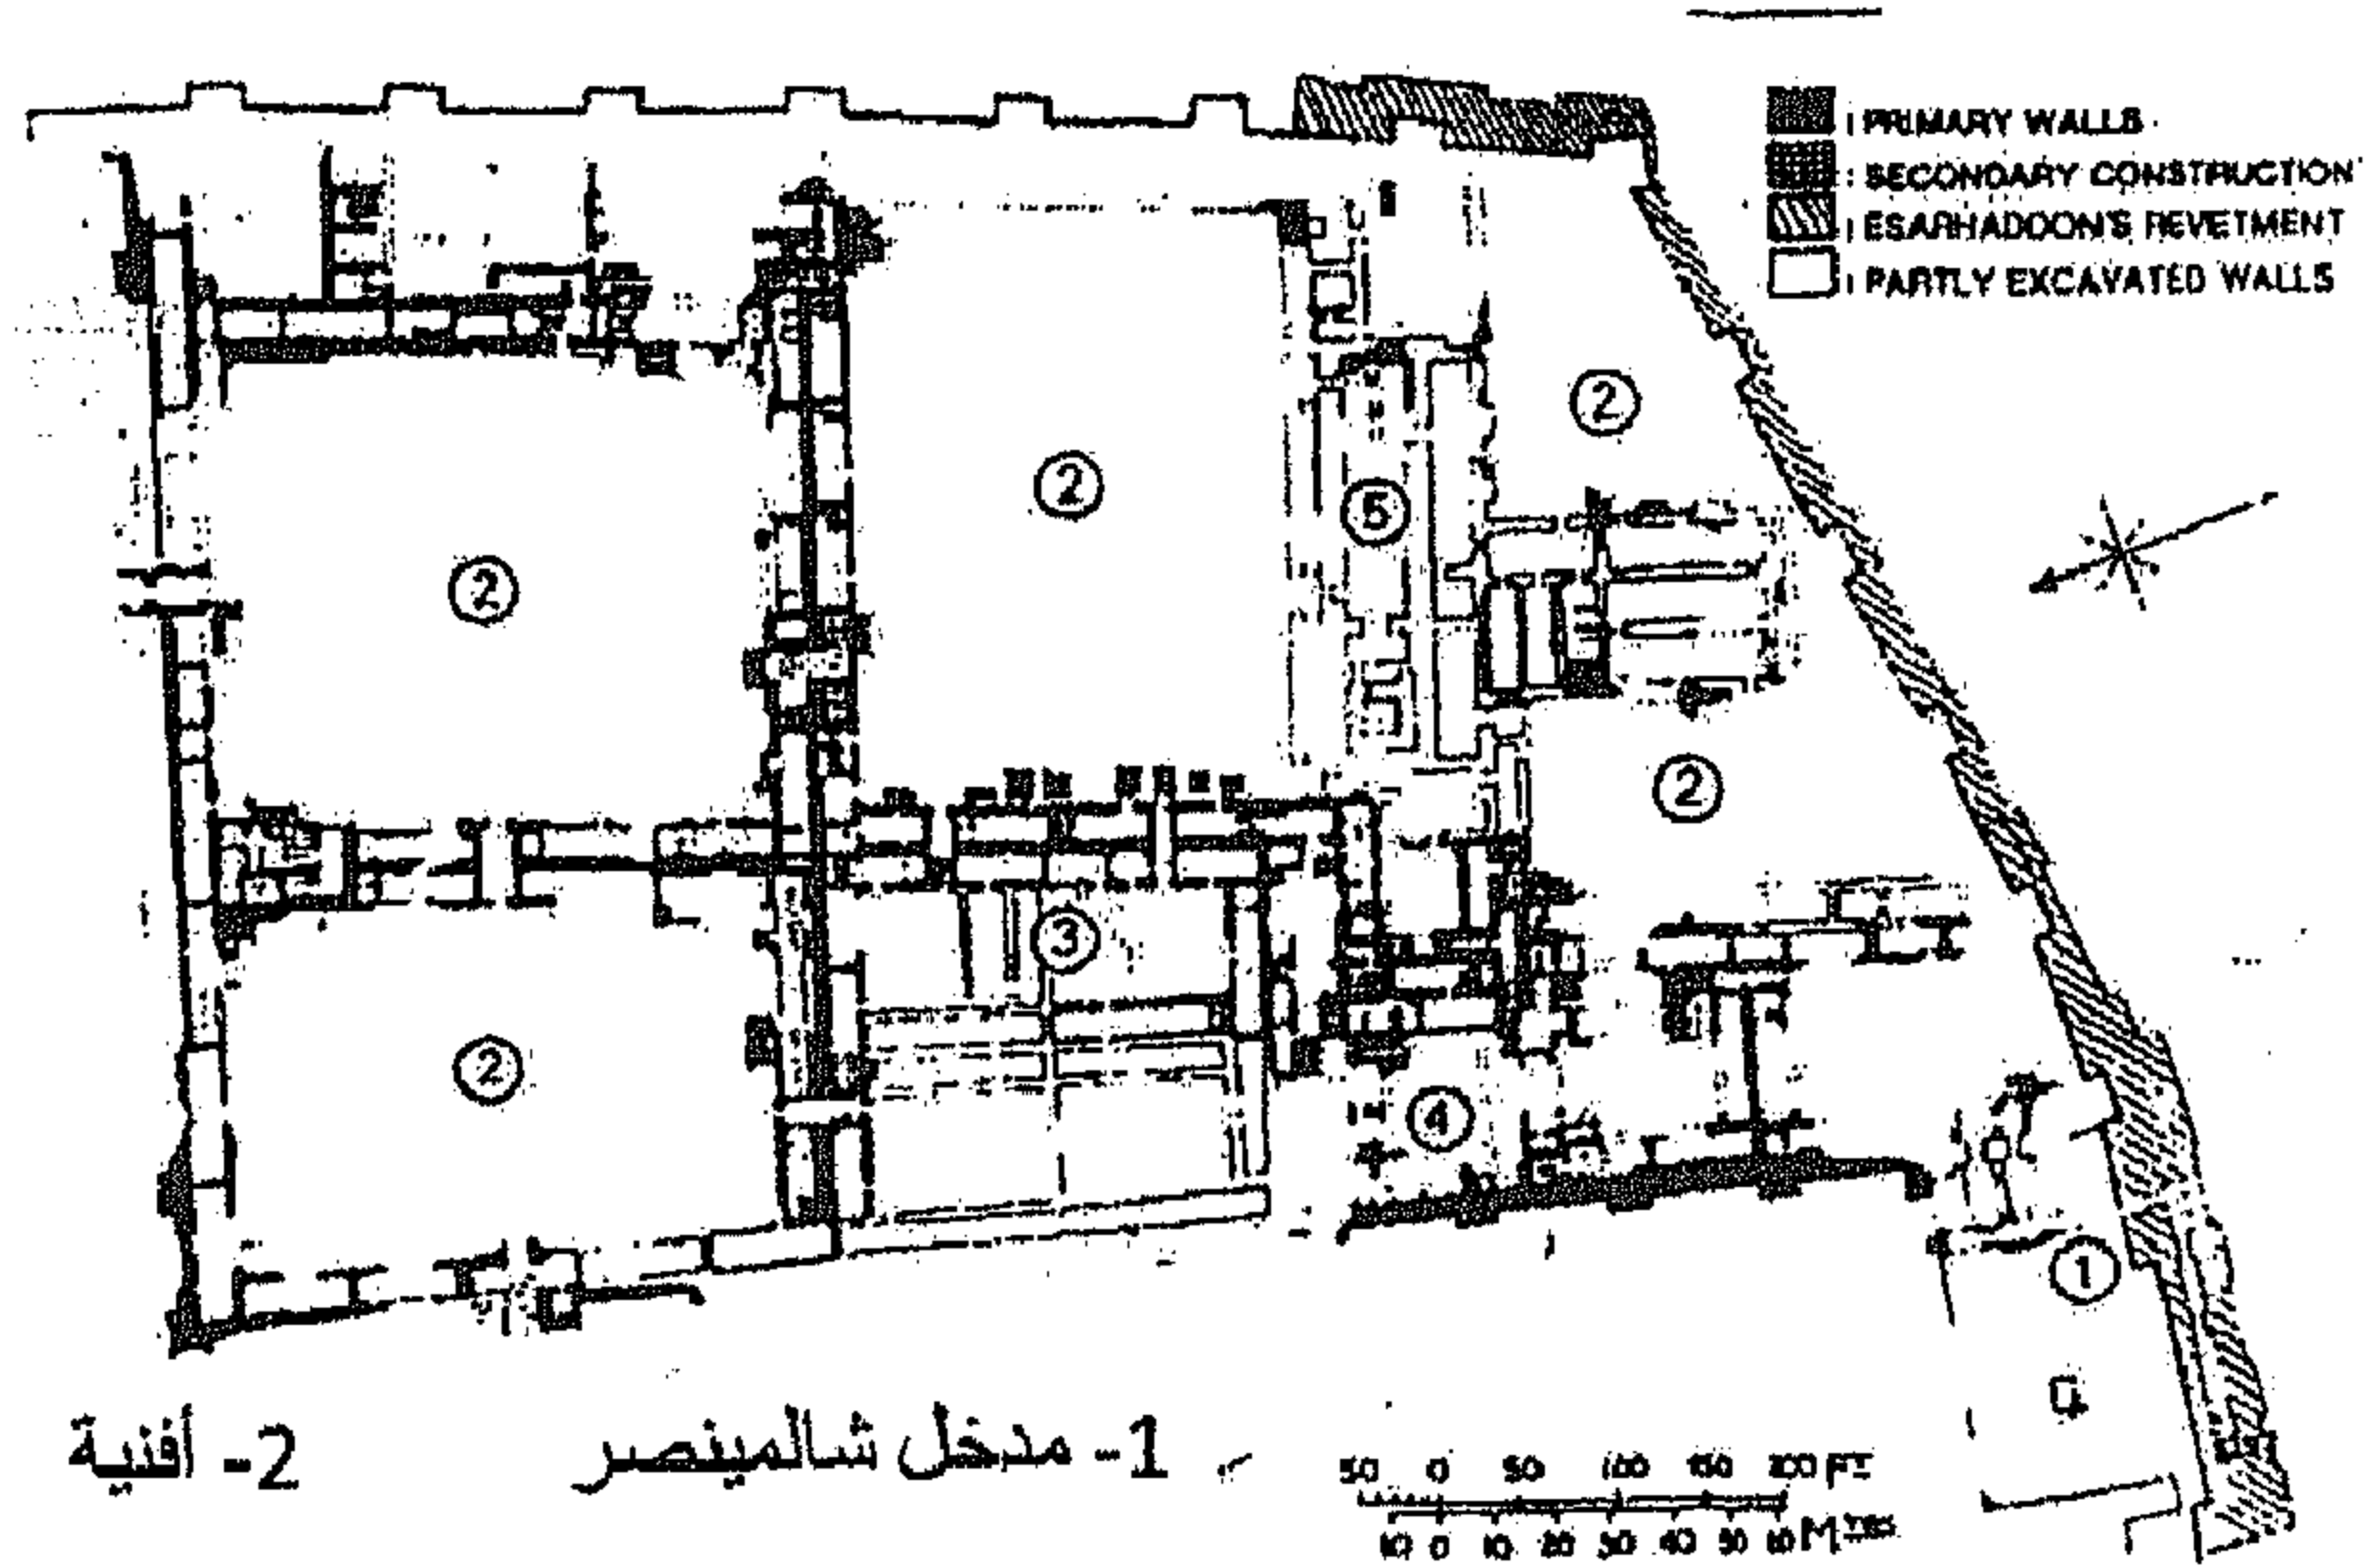 : PRIMARY WALLS
: SECONDARY CONSTRUCTION
: ESARHADDON'S REVETMENT
: PARTLY EXCAVATED WALLS
2
2
5
2
2
2
3
2
4
1
1- مدخل شالمينصر
2- أفنية
50 0 50 100 150 200 FT
10 0 10 20 30 40 50 60 MTRS